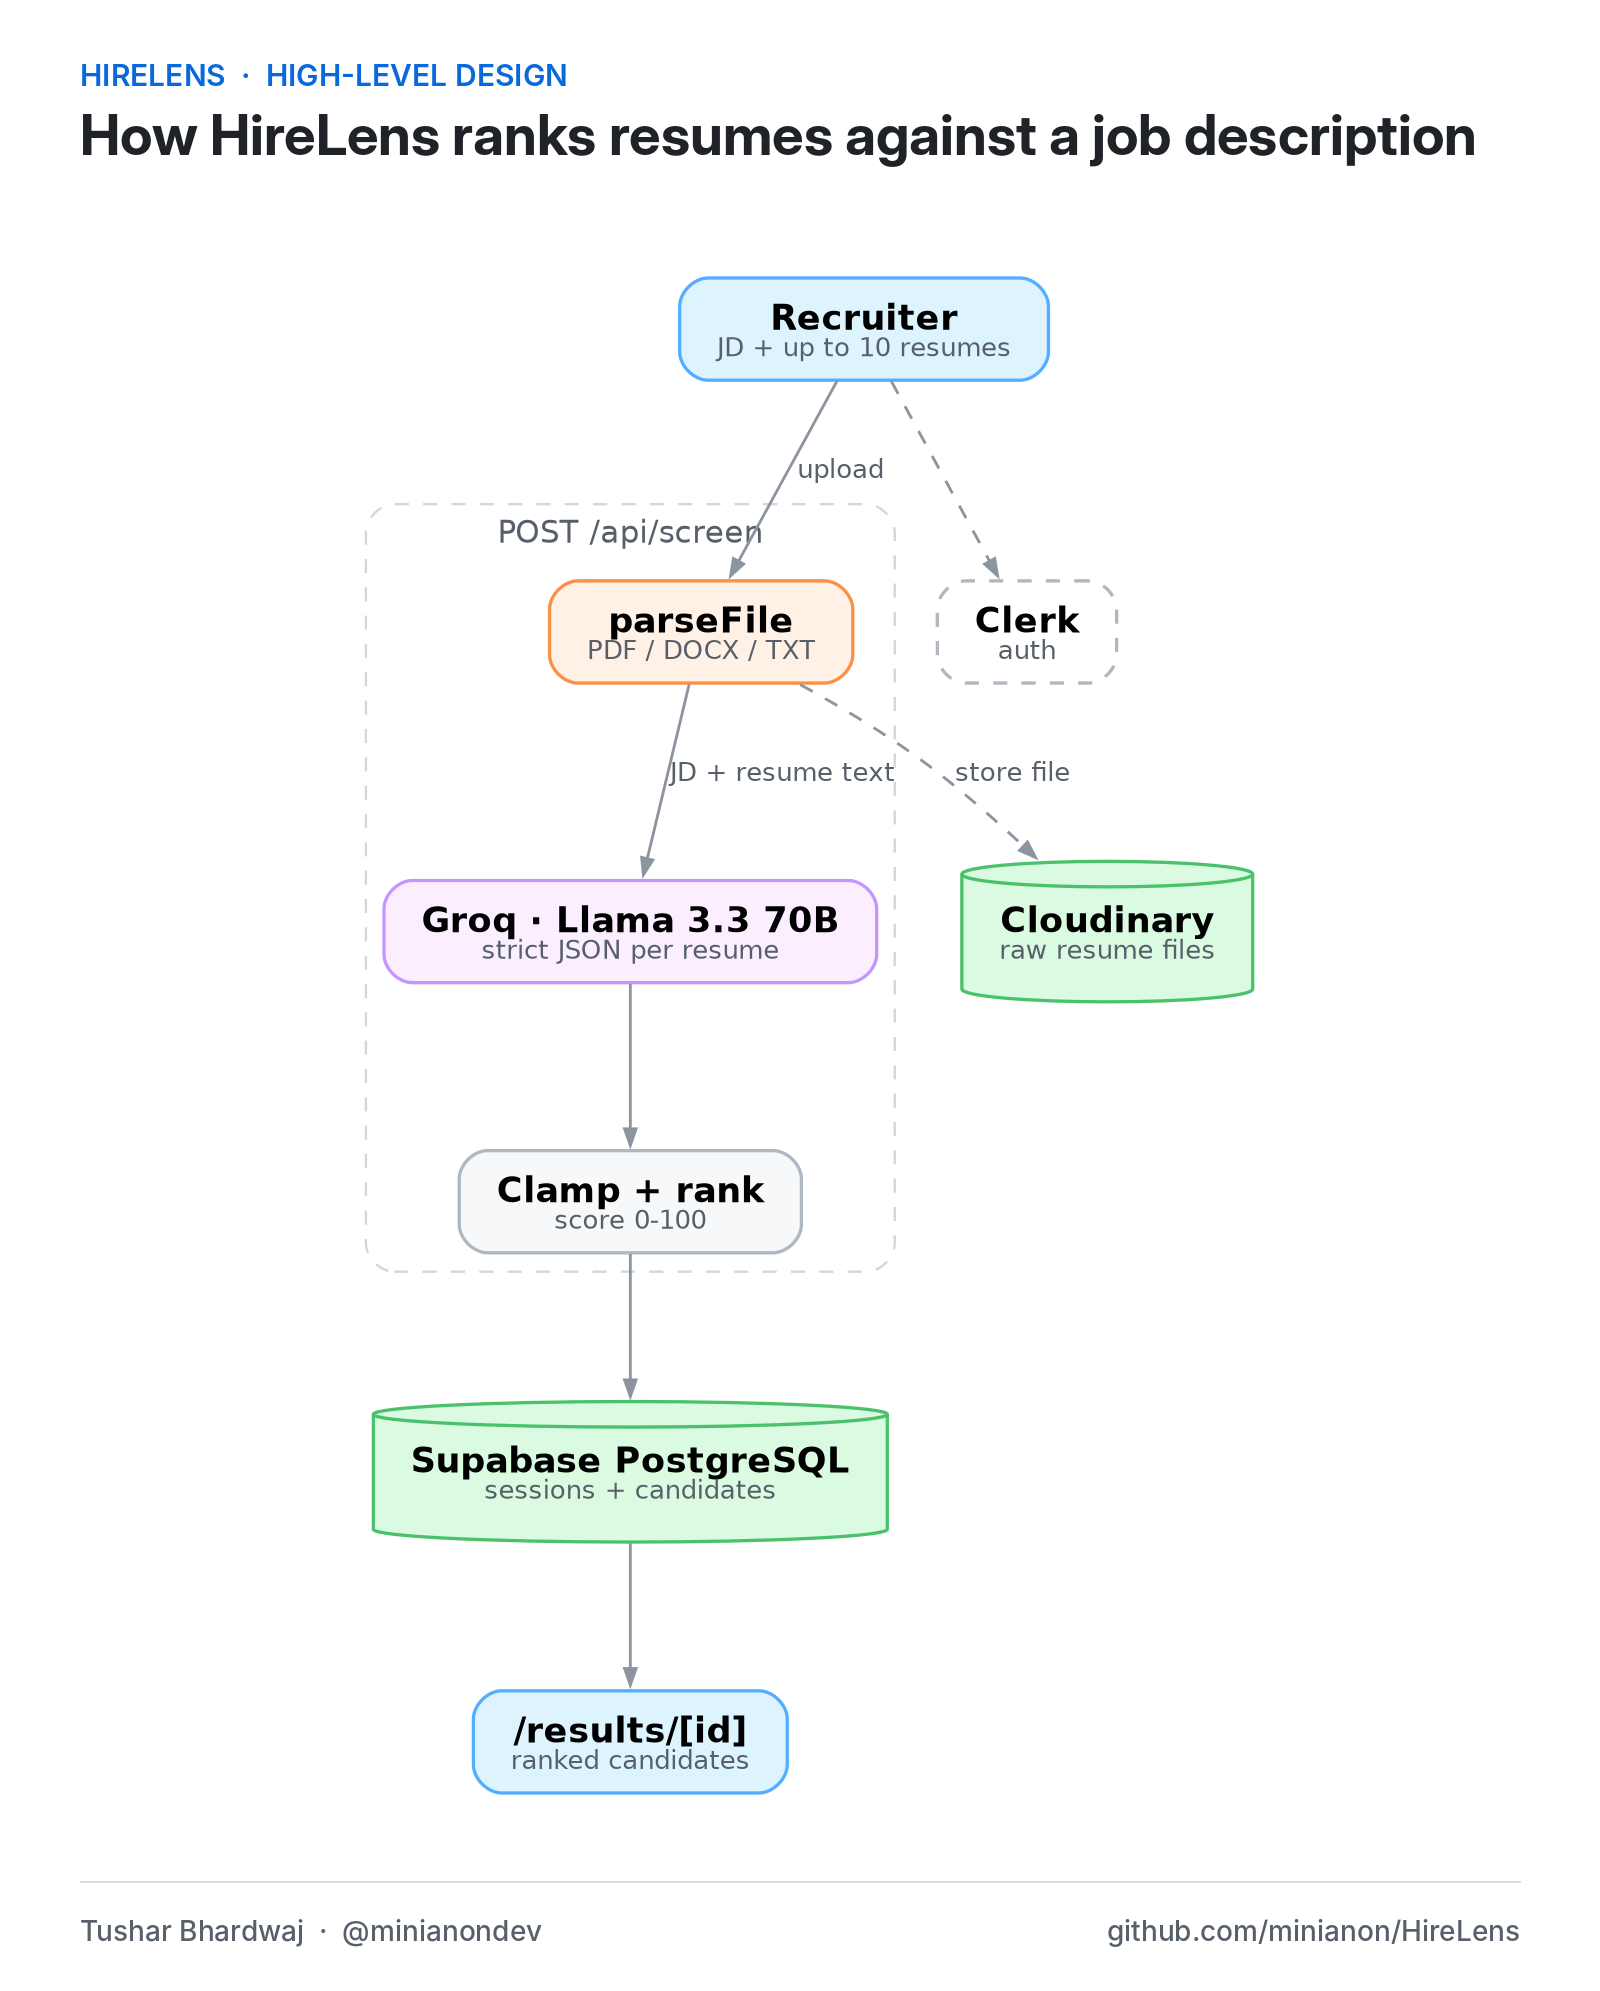 HIRELENS · HIGH-LEVEL DESIGN
How HireLens ranks resumes against a job description
Recruiter
JD + up to 10 resumes
upload
POST /api/screen
parseFile
PDF / DOCX / TXT
Clerk
auth
JD + resume text
store file
Groq · Llama 3.3 70B
strict JSON per resume
Cloudinary
raw resume files
Clamp + rank
score 0-100
Supabase PostgreSQL
sessions + candidates
/results/[id]
ranked candidates
Tushar Bhardwaj · @minianondev
github.com/minianon/HireLens